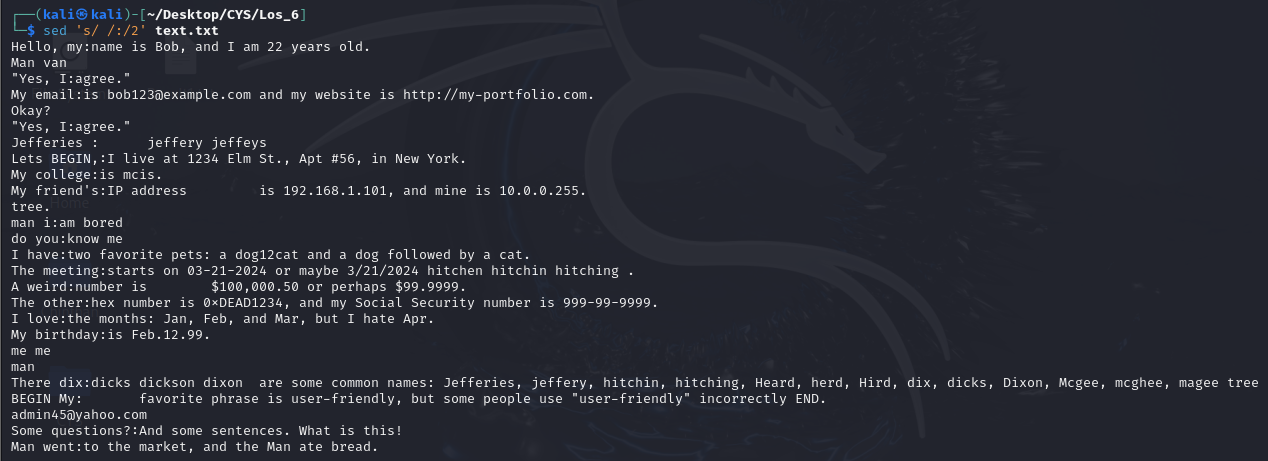 ┌──(kali㉿kali)-[~/Desktop/CYS/Los_6]
└─$ sed 's/ /:/2' text.txt
Hello, my:name is Bob, and I am 22 years old.
Man van
"Yes, I:agree."
My email:is bob123@example.com and my website is http://my-portfolio.com.
Okay?
"Yes, I:agree."
Jefferies :      jeffery jeffeys
Lets BEGIN,:I live at 1234 Elm St., Apt #56, in New York.
My college:is mcis.
My friend's:IP address         is 192.168.1.101, and mine is 10.0.0.255.
tree.
man i:am bored
do you:know me
I have:two favorite pets: a dog12cat and a dog followed by a cat.
The meeting:starts on 03-21-2024 or maybe 3/21/2024 hitchen hitchin hitching .
A weird:number is        $100,000.50 or perhaps $99.9999.
The other:hex number is 0×DEAD1234, and my Social Security number is 999-99-9999.
I love:the months: Jan, Feb, and Mar, but I hate Apr.
My birthday:is Feb.12.99.
me me
man
There dix:dicks dickson dixon  are some common names: Jefferies, jeffery, hitchin, hitching, Heard, herd, Hird, dix, dicks, Dixon, Mcgee, mcghee, magee tree
BEGIN My:       favorite phrase is user-friendly, but some people use "user-friendly" incorrectly END.
admin45@yahoo.com
Some questions?:And some sentences. What is this!
Man went:to the market, and the Man ate bread.